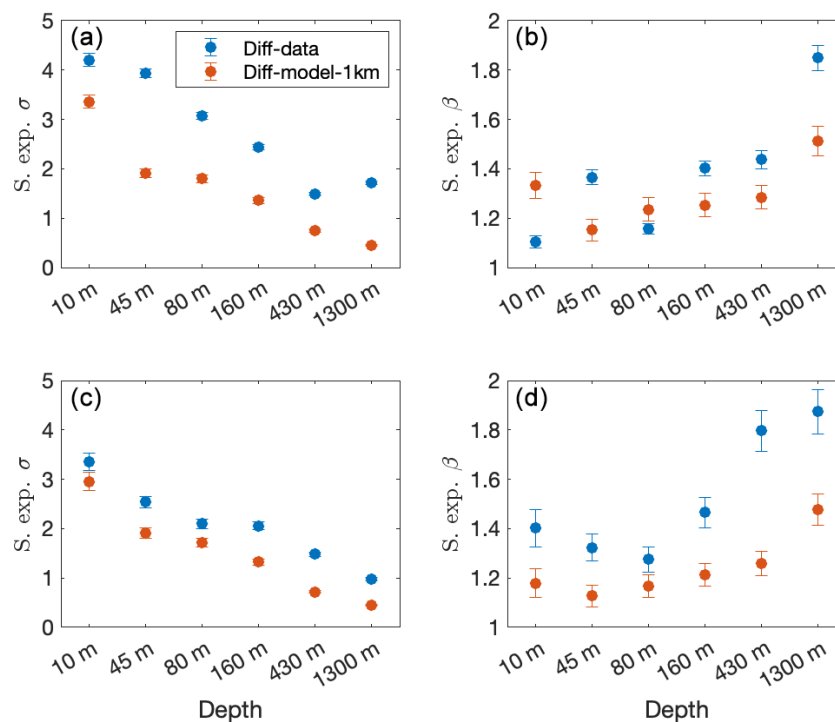 (a)
Diff-data
Diff-model-1km
S. exp. σ
5
4
3
2
1
0
10 m
45 m
80 m
160 m
430 m
1300 m
(b)
S. exp. β
2
1.8
1.6
1.4
1.2
1
10 m
45 m
80 m
160 m
430 m
1300 m
(c)
S. exp. σ
5
4
3
2
1
0
10 m
45 m
80 m
160 m
430 m
1300 m
Depth
(d)
S. exp. β
2
1.8
1.6
1.4
1.2
1
10 m
45 m
80 m
160 m
430 m
1300 m
Depth